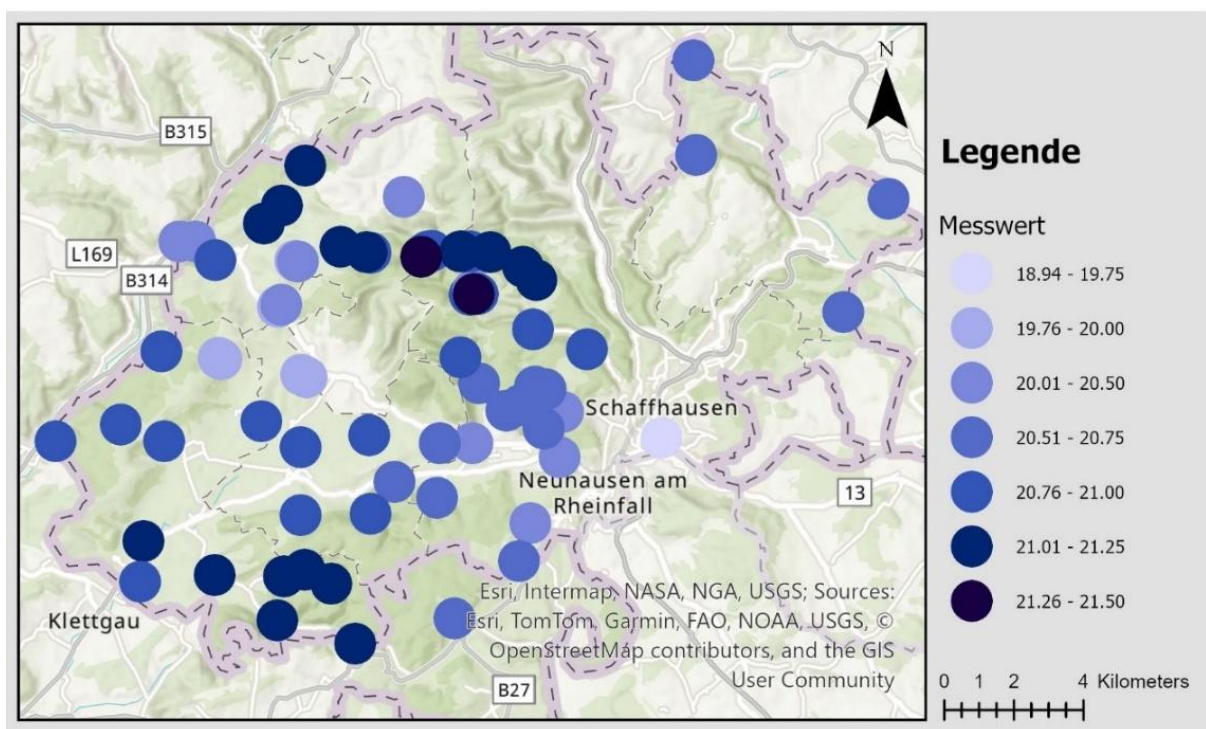 N
B315
Legende
Messwert
L169
B314
18.94 - 19.75
19.76 - 20.00
20.01 - 20.50
20.51 - 20.75
20.76 - 21.00
21.01 - 21.25
21.26 - 21.50
Schaffhausen
Neuhausen am
Rheinfall
13
Klettgau
Esri, Intermap, NASA, NGA, USGS; Sources:
Esri, TomTom, Garmin, FAO, NOAA, USGS, ©
OpenStreetMap contributors, and the GIS
User Community
B27
0 1 2 4 Kilometers